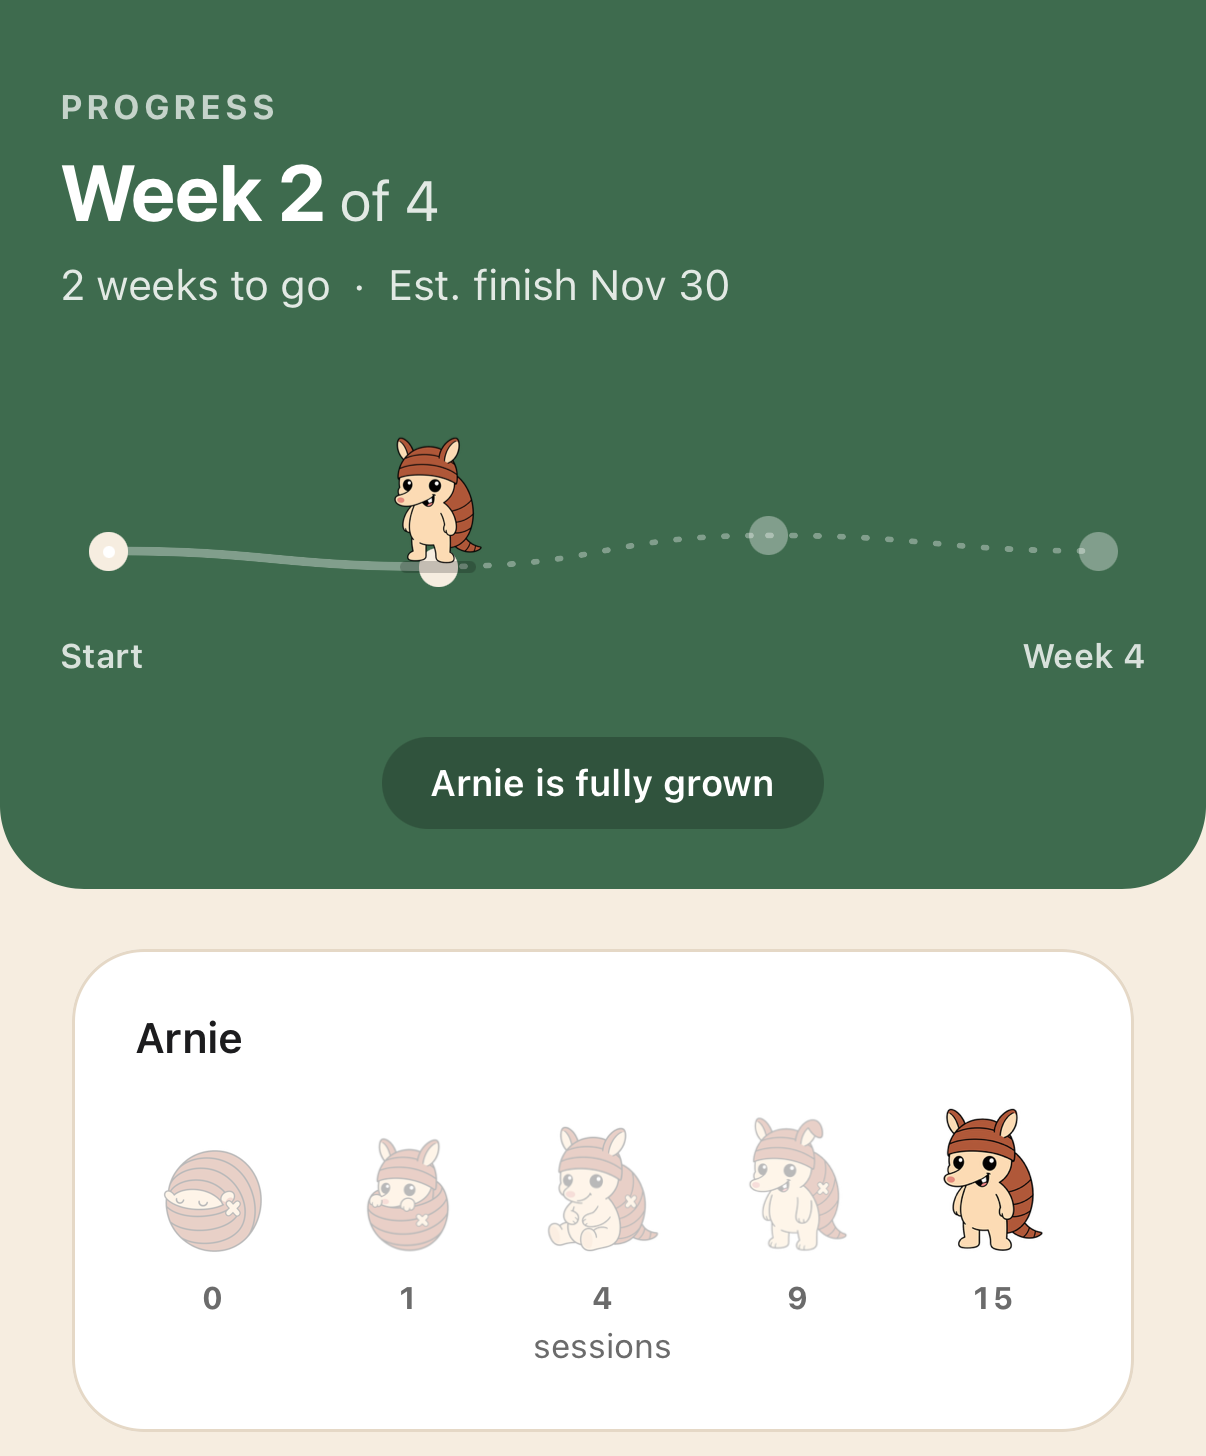 PROGRESS
Week 2 of 4
2 weeks to go · Est. finish Nov 30
Start
Week 4
Arnie is fully grown
Arnie
0 1 4 9 15
sessions